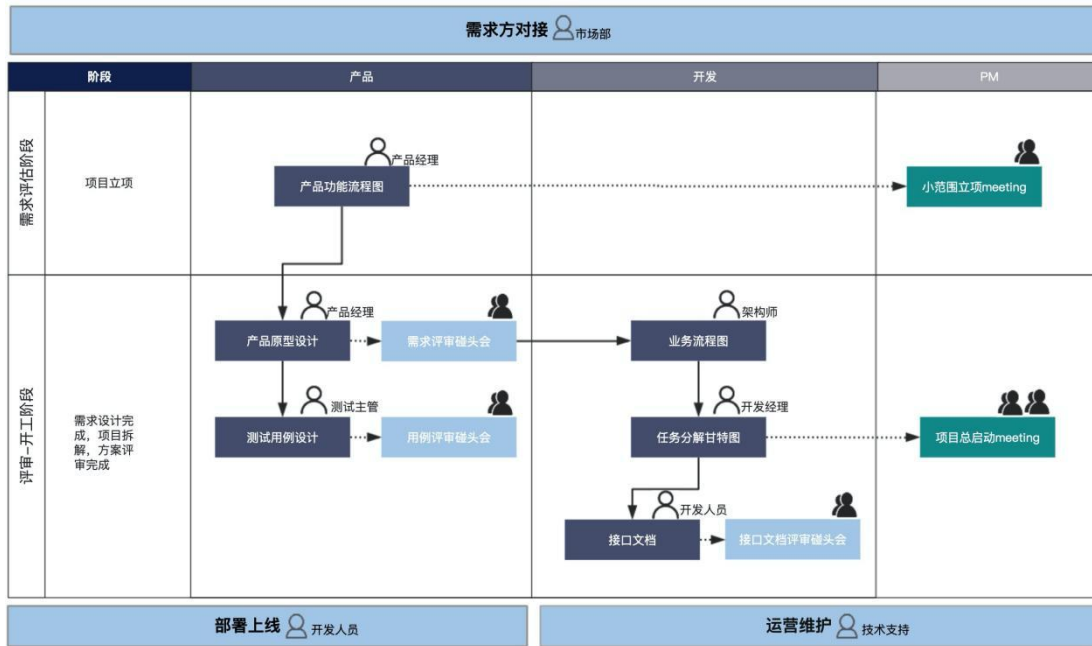 需求方对接 市场部
阶段 产品 开发 PM
需求评估阶段
项目立项
产品经理
产品功能流程图
小范围立项meeting
评审-开工阶段
需求设计完
成，项目拆
解，方案评
审完成
产品经理
产品原型设计
需求评审碰头会
架构师
业务流程图
测试主管
测试用例设计
用例评审碰头会
开发经理
任务分解甘特图
项目总启动meeting
开发人员
接口文档
接口文档评审碰头会
部署上线 开发人员
运营维护 技术支持